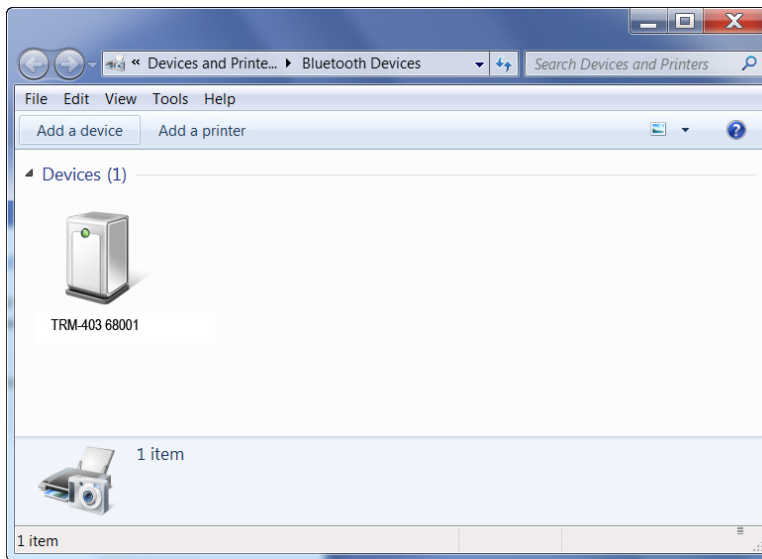 « Devices and Printe... Bluetooth Devices Search Devices and Printers
File Edit View Tools Help
Add a device Add a printer ?
Devices (1)
TRM-403 68001
1 item
1 item